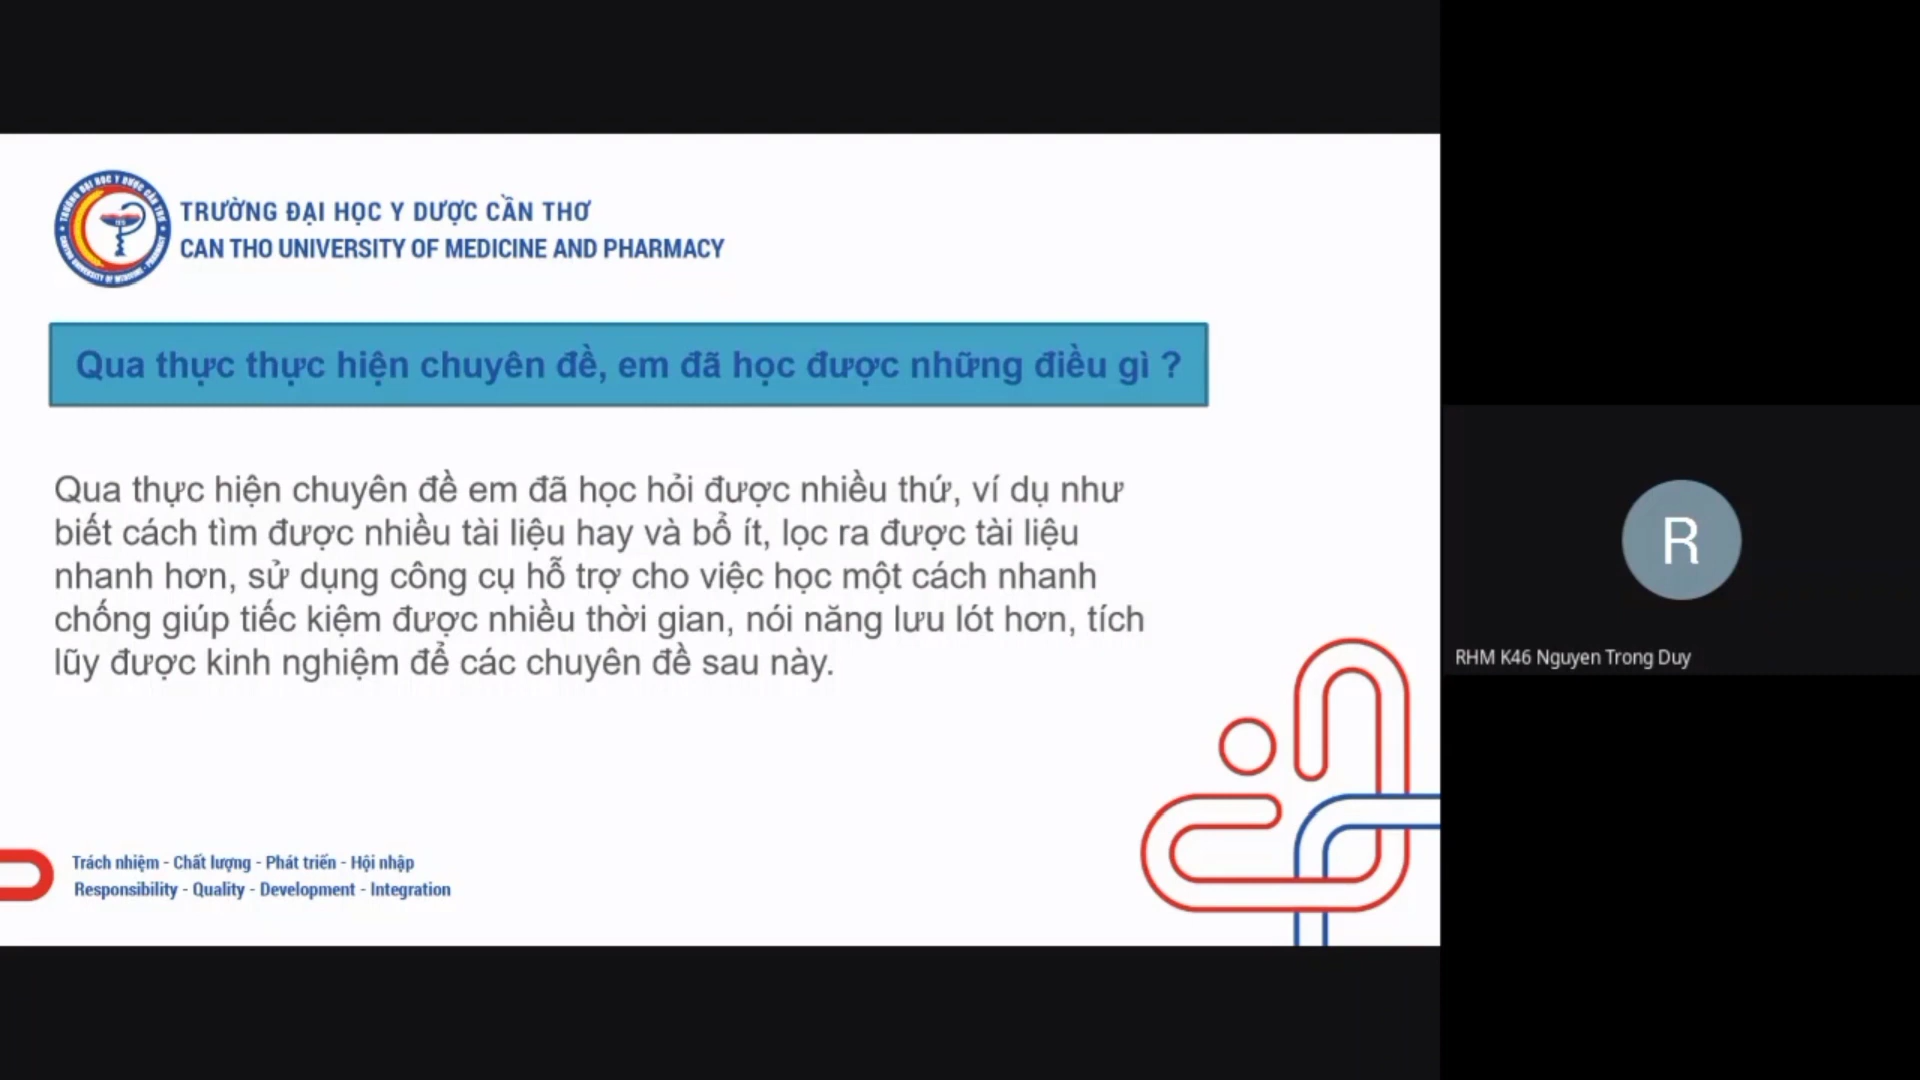 TRƯỜNG ĐẠI HỌC Y DƯỢC CẦN THƠ
CAN THO UNIVERSITY OF MEDICINE AND PHARMACY
Qua thực thực hiện chuyên đề, em đã học được những điều gì ?
Qua thực hiện chuyên đề em đã học hỏi được nhiều thứ, ví dụ như
biết cách tìm được nhiều tài liệu hay và bổ ít, lọc ra được tài liệu
nhanh hơn, sử dụng công cụ hỗ trợ cho việc học một cách nhanh
chống giúp tiếc kiệm được nhiều thời gian, nói năng lưu lót hơn, tích
lũy được kinh nghiệm để các chuyên đề sau này.
R
RHM K46 Nguyen Trong Duy
Trách nhiệm - Chất lượng - Phát triển - Hội nhập
Responsibility - Quality - Development - Integration